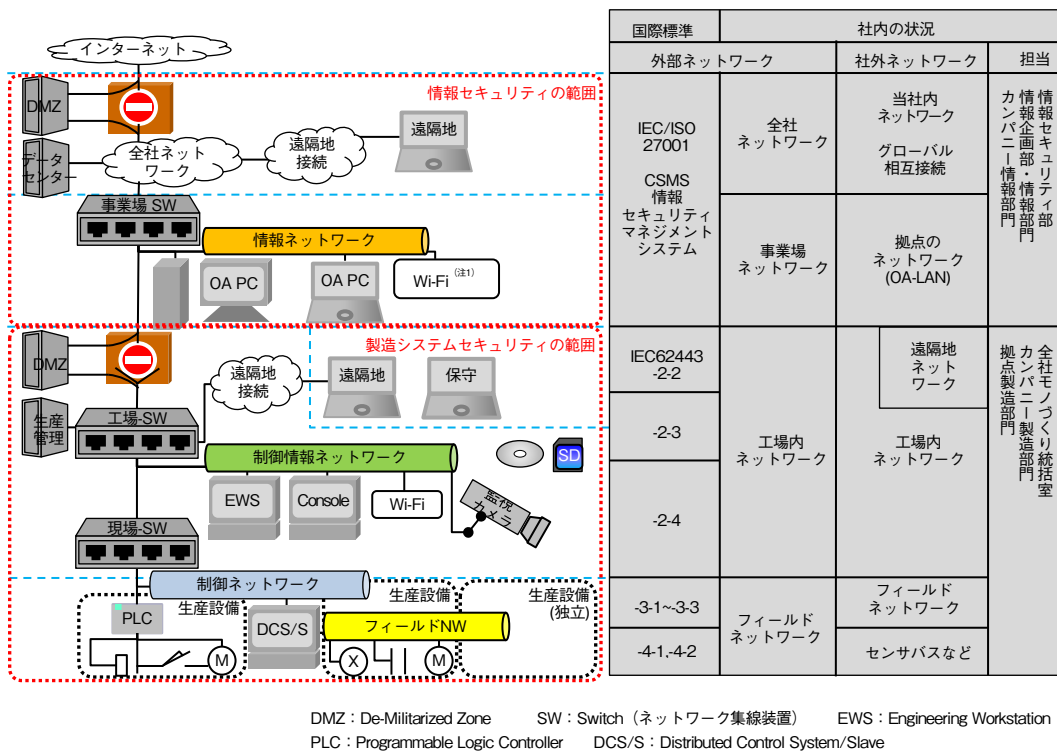 インターネット
DMZ
情報セキュリティの範囲
データ
センター
全社ネット
ワーク
遠隔地
接続
遠隔地
事業場 SW
情報ネットワーク
OA PC
OA PC
Wi-Fi (注1)
製造システムセキュリティの範囲
DMZ
遠隔地
接続
遠隔地
保守
生産
管理
工場-SW
制御情報ネットワーク
SD
EWS
Console
Wi-Fi
監視
カメラ
現場-SW
制御ネットワーク
生産設備
生産設備
生産設備
(独立)
PLC
DCS/S
フィールドNW
M
X
M
国際標準
社内の状況
外部ネットワーク
社外ネットワーク
担当
IEC/ISO
27001
CSMS
情報
セキュリティ
マネジメント
システム
全社
ネットワーク
当社内
ネットワーク
グローバル
相互接続
情報セキュリティ部
情報企画部・情報部門
カンパニー情報部門
事業場
ネットワーク
拠点の
ネットワーク
(OA-LAN)
IEC62443
-2-2
-2-3
-2-4
工場内
ネットワーク
遠隔地
ネット
ワーク
工場内
ネットワーク
全社モノづくり統括室
カンパニー製造部門
拠点製造部門
-3-1~-3-3
-4-1,-4-2
フィールド
ネットワーク
フィールド
ネットワーク
センサバスなど
DMZ：De-Militarized Zone SW：Switch（ネットワーク集線装置） EWS：Engineering Workstation
PLC：Programmable Logic Controller DCS/S：Distributed Control System/Slave